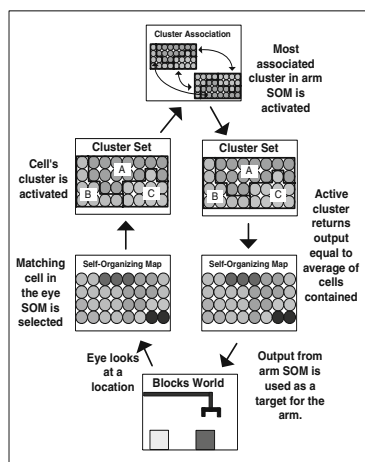 Cluster Association
Most
associated
cluster in arm
SOM is
activated
Cluster Set
A
B
C
Cell's
cluster is
activated
Cluster Set
A
B
C
Active
cluster
returns
output
equal to
average of
cells
contained
Matching
cell in
the eye
SOM is
selected
Self-Organizing Map
Self-Organizing Map
Eye looks
at a
location
Blocks World
Output from
arm SOM is
used as a
target for the
arm.